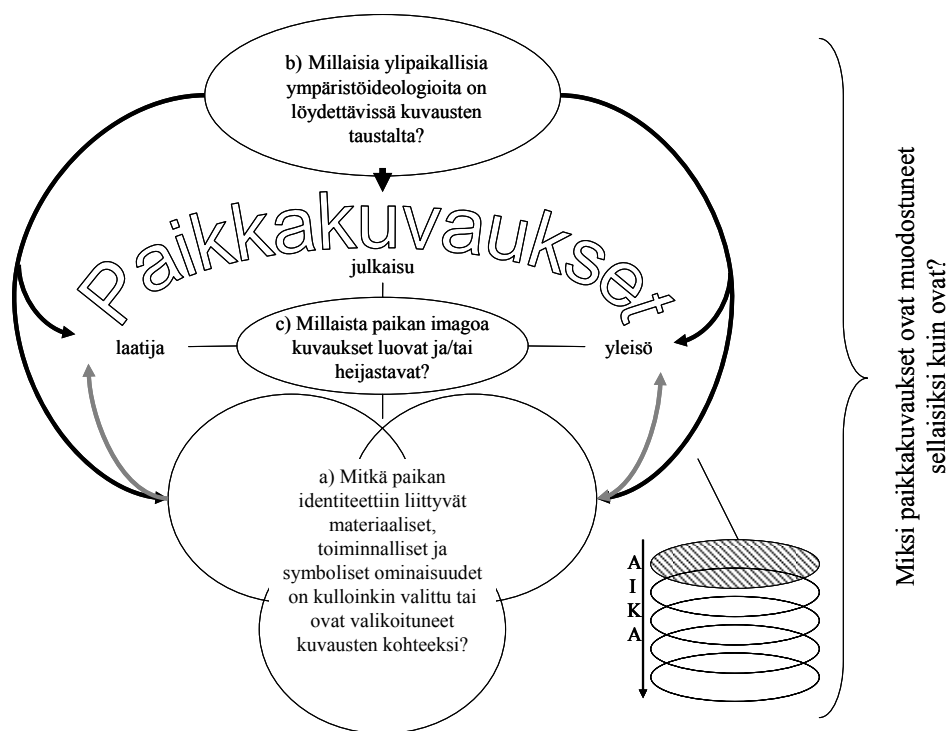 b) Millaisia ylipaikallisia
ympäristöideologioita on
löydettävissä kuvausten
taustalta?
Paikkakuvaukset
julkaisu
laatija
c) Millaista paikan imagoa
kuvaukset luovat ja/tai
heijastavat?
yleisö
a) Mitkä paikan
identiteettiin liittyvät
materiaaliset,
toiminnalliset ja
symboliset ominaisuudet
on kulloinkin valittu tai
ovat valikoituneet
kuvausten kohteeksi?
A
I
K
A
Miksi paikkakuvaukset ovat muodostuneet
sellaisiksi kuin ovat?